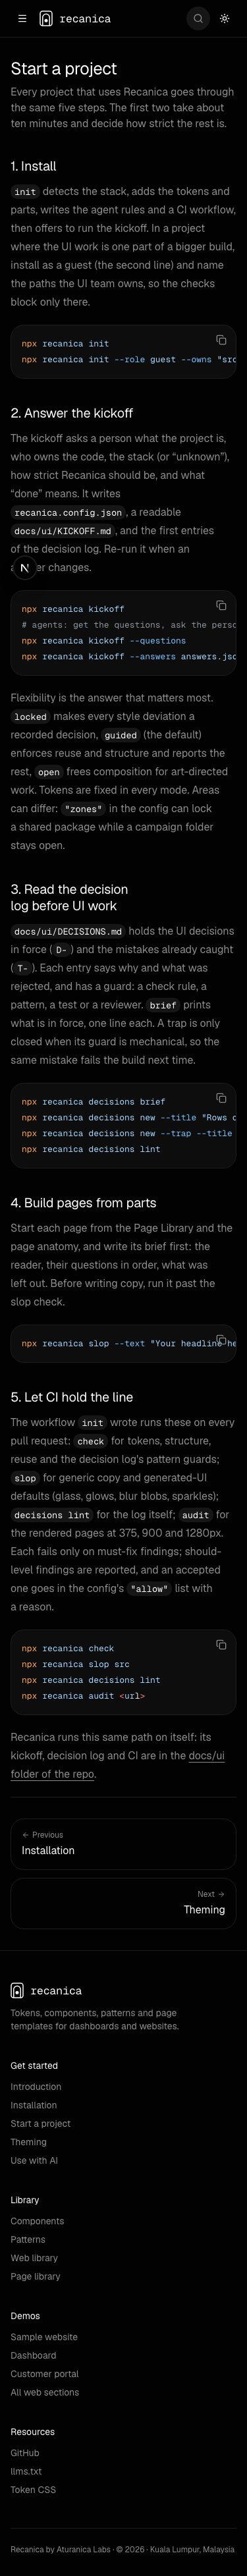 recanica
Start a project
Every project that uses Recanica goes through
the same five steps. The first two take about
ten minutes and decide how strict the rest is.
1. Install
init detects the stack, adds the tokens and
parts, writes the agent rules and a CI workflow,
then offers to run the kickoff. In a project
where the UI work is one part of a bigger build,
install as a guest (the second line) and name
the paths the UI team owns, so the checks
block only there.
npx recanica init
npx recanica init --role guest --owns "src
2. Answer the kickoff
The kickoff asks a person what the project is,
who owns the code, the stack (or “unknown”),
how strict Recanica should be, and what
“done” means. It writes
recanica.config.json, a readable
docs/ui/KICKOFF.md, and the first entries
of the decision log. Re-run it when an
changes.
npx recanica kickoff
# agents: get the questions, ask the perso
npx recanica kickoff --questions
npx recanica kickoff --answers answers.jso
Flexibility is the answer that matters most.
locked makes every style deviation a
recorded decision, guided (the default)
enforces reuse and structure and reports the
rest, open frees composition for art-directed
work. Tokens are fixed in every mode. Areas
can differ: "zones" in the config can lock
a shared package while a campaign folder
stays open.
3. Read the decision
log before UI work
docs/ui/DECISIONS.md holds the UI decisions
in force (D-) and the mistakes already caught
(T-). Each entry says why and what was
rejected, and has a guard: a check rule, a
pattern, a test or a reviewer. brief prints
what is in force, one line each. A trap is only
closed when its guard is mechanical, so the
same mistake fails the build next time.
npx recanica decisions brief
npx recanica decisions new --title "Rows o
npx recanica decisions new --trap --title
npx recanica decisions lint
4. Build pages from parts
Start each page from the Page Library and the
page anatomy, and write its brief first: the
reader, their questions in order, what was
left out. Before writing copy, run it past the
slop check.
npx recanica slop --text "Your headline he
5. Let CI hold the line
The workflow init wrote runs these on every
pull request: check for tokens, structure,
reuse and the decision log's pattern guards;
slop for generic copy and generated-UI
defaults (glass, glows, blur blobs, sparkles);
decisions lint for the log itself; audit for
the rendered pages at 375, 900 and 1280px.
Each fails only on must-fix findings; should-
level findings are reported, and an accepted
one goes in the config's "allow" list with
a reason.
npx recanica check
npx recanica slop src
npx recanica decisions lint
npx recanica audit <url>
Recanica runs this same path on itself: its
kickoff, decision log and CI are in the docs/ui
folder of the repo.
← Previous
Installation
Next →
Theming
recanica
Tokens, components, patterns and page
templates for dashboards and websites.
Get started
Introduction
Installation
Start a project
Theming
Use with AI
Library
Components
Patterns
Web library
Page library
Demos
Sample website
Dashboard
Customer portal
All web sections
Resources
GitHub
llms.txt
Token CSS
Recanica by Aturanica Labs · © 2026 · Kuala Lumpur, Malaysia